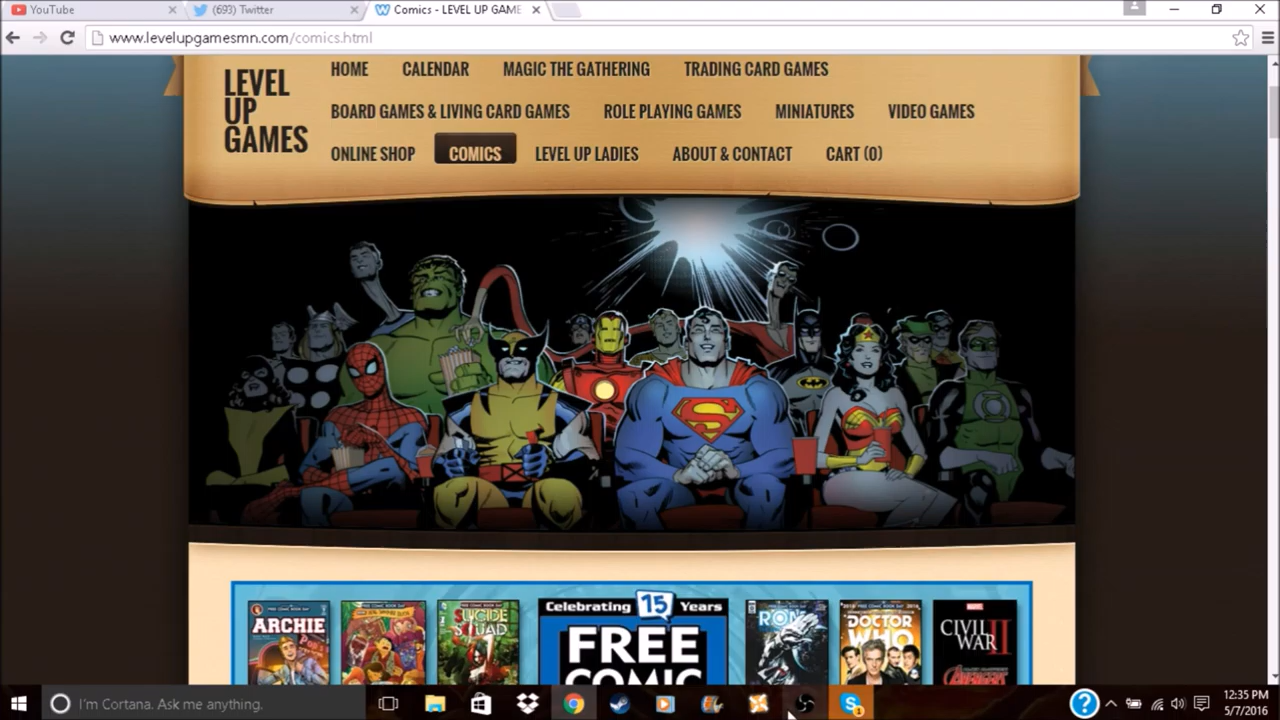 YouTube
(693) Twitter
Comics - LEVEL UP GAME
www.levelupgamesmn.com/comics.html
LEVEL
UP
GAMES
HOME CALENDAR MAGIC THE GATHERING TRADING CARD GAMES
BOARD GAMES & LIVING CARD GAMES ROLE PLAYING GAMES MINIATURES VIDEO GAMES
ONLINE SHOP COMICS LEVEL UP LADIES ABOUT & CONTACT CART (0)
Celebrating 15 Years
FREE
COMIC
ARCHIE
SUICIDE
SQUAD
ROM
DOCTOR
WHO
MARVEL
CIVIL
WAR II
I'm Cortana. Ask me anything.
12:35 PM
5/7/2016